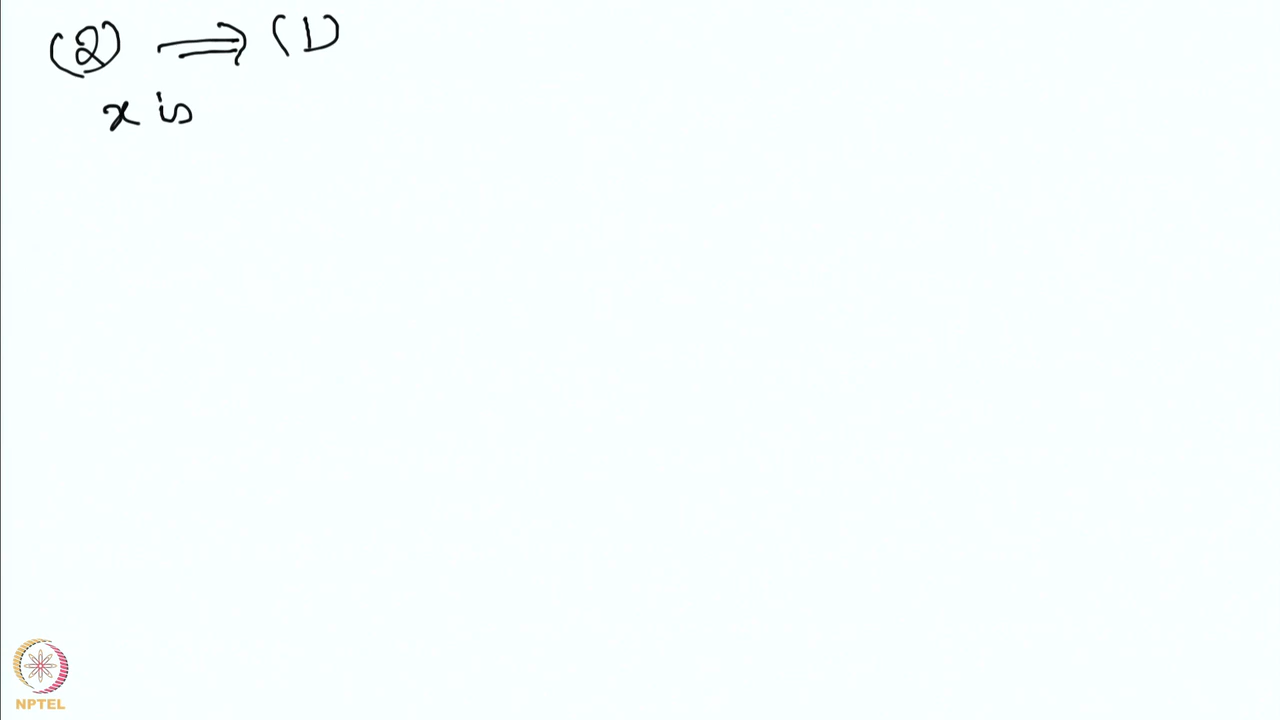 (2) ⟹ (1)
x is
NPTEL